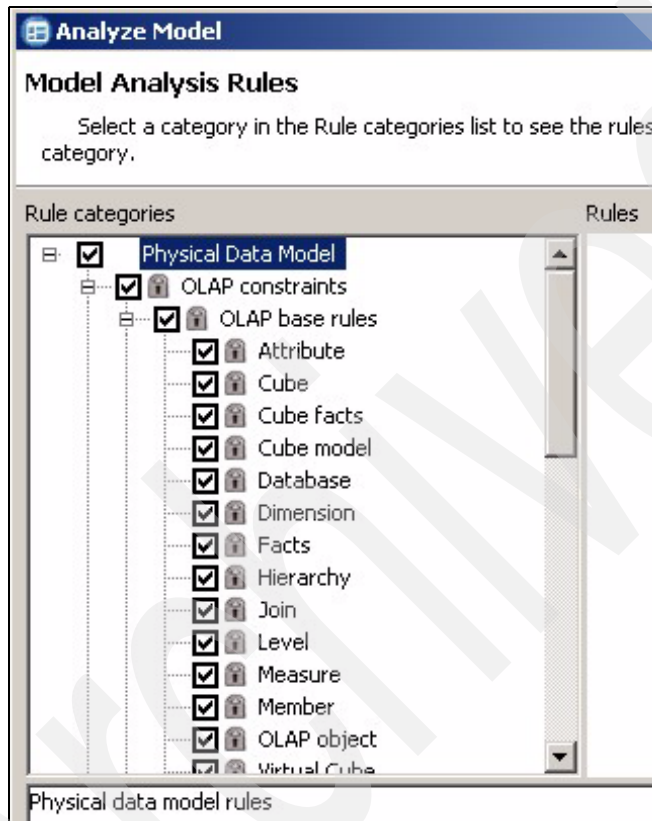 Analyze Model
Model Analysis Rules
Select a category in the Rule categories list to see the rules
category.
Rule categories
Rules
Physical Data Model
OLAP constraints
OLAP base rules
Attribute
Cube
Cube facts
Cube model
Database
Dimension
Facts
Hierarchy
Join
Level
Measure
Member
OLAP object
Virtual Cube
Physical data model rules